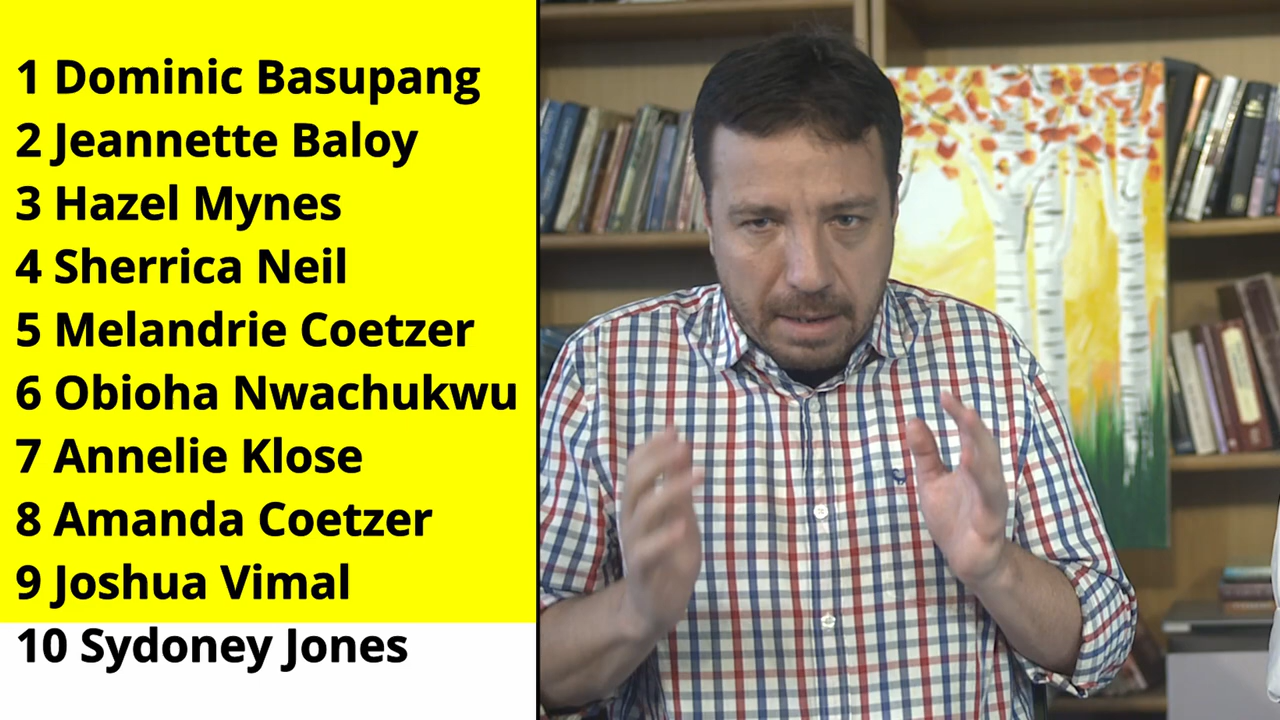 1 Dominic Basupang
2 Jeannette Baloy
3 Hazel Mynes
4 Sherrica Neil
5 Melandrie Coetzer
6 Obioha Nwachukwu
7 Annelie Klose
8 Amanda Coetzer
9 Joshua Vimal
10 Sydoney Jones